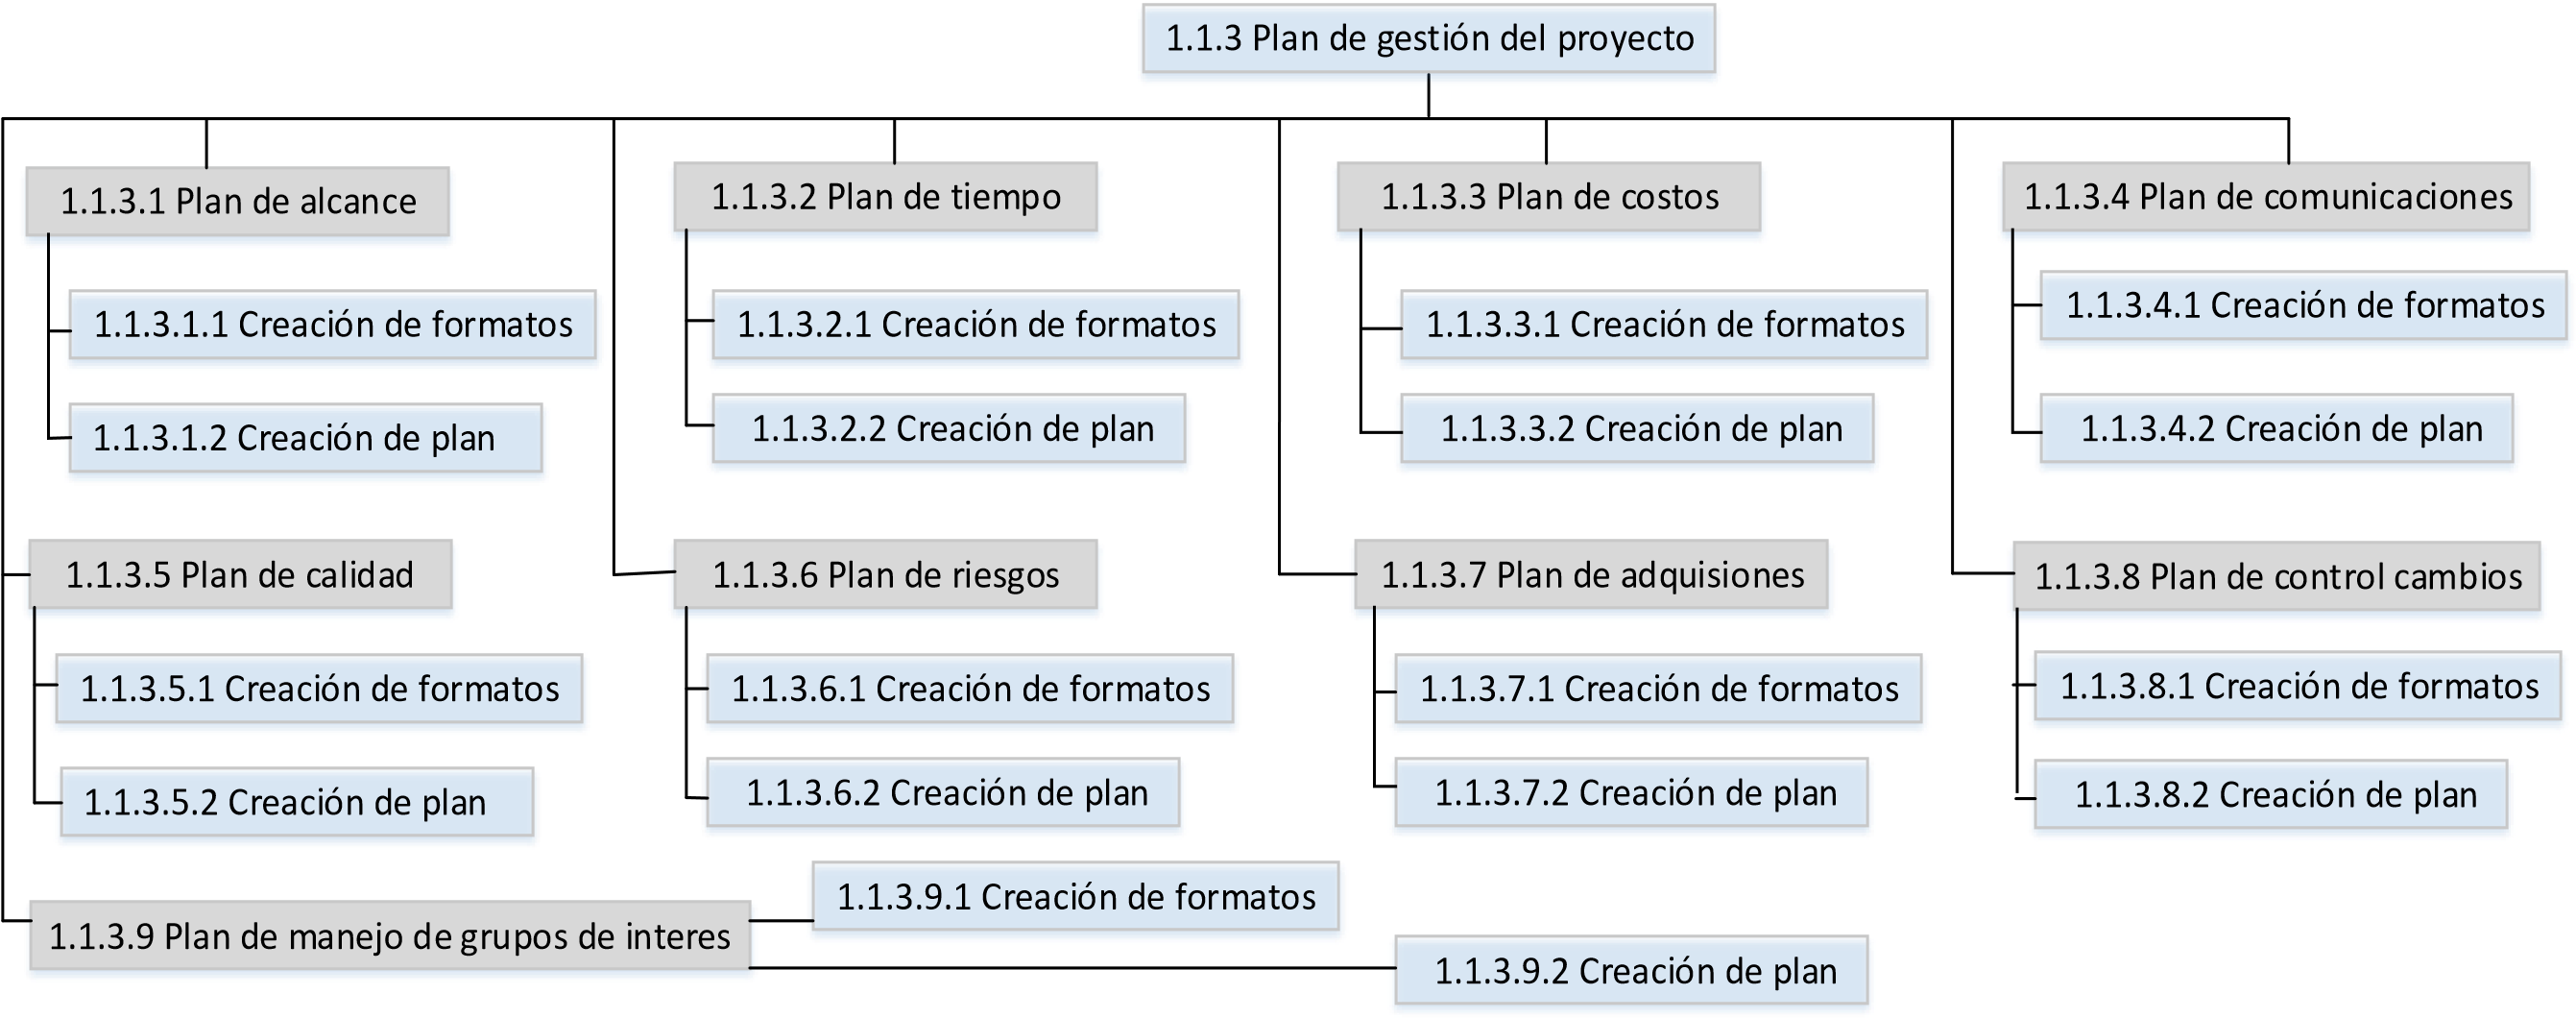 1.1.3 Plan de gestión del proyecto
1.1.3.1 Plan de alcance
1.1.3.1.1 Creación de formatos
1.1.3.1.2 Creación de plan
1.1.3.2 Plan de tiempo
1.1.3.2.1 Creación de formatos
1.1.3.2.2 Creación de plan
1.1.3.3 Plan de costos
1.1.3.3.1 Creación de formatos
1.1.3.3.2 Creación de plan
1.1.3.4 Plan de comunicaciones
1.1.3.4.1 Creación de formatos
1.1.3.4.2 Creación de plan
1.1.3.5 Plan de calidad
1.1.3.5.1 Creación de formatos
1.1.3.5.2 Creación de plan
1.1.3.6 Plan de riesgos
1.1.3.6.1 Creación de formatos
1.1.3.6.2 Creación de plan
1.1.3.7 Plan de adquisiones
1.1.3.7.1 Creación de formatos
1.1.3.7.2 Creación de plan
1.1.3.8 Plan de control cambios
1.1.3.8.1 Creación de formatos
1.1.3.8.2 Creación de plan
1.1.3.9 Plan de manejo de grupos de interes
1.1.3.9.1 Creación de formatos
1.1.3.9.2 Creación de plan